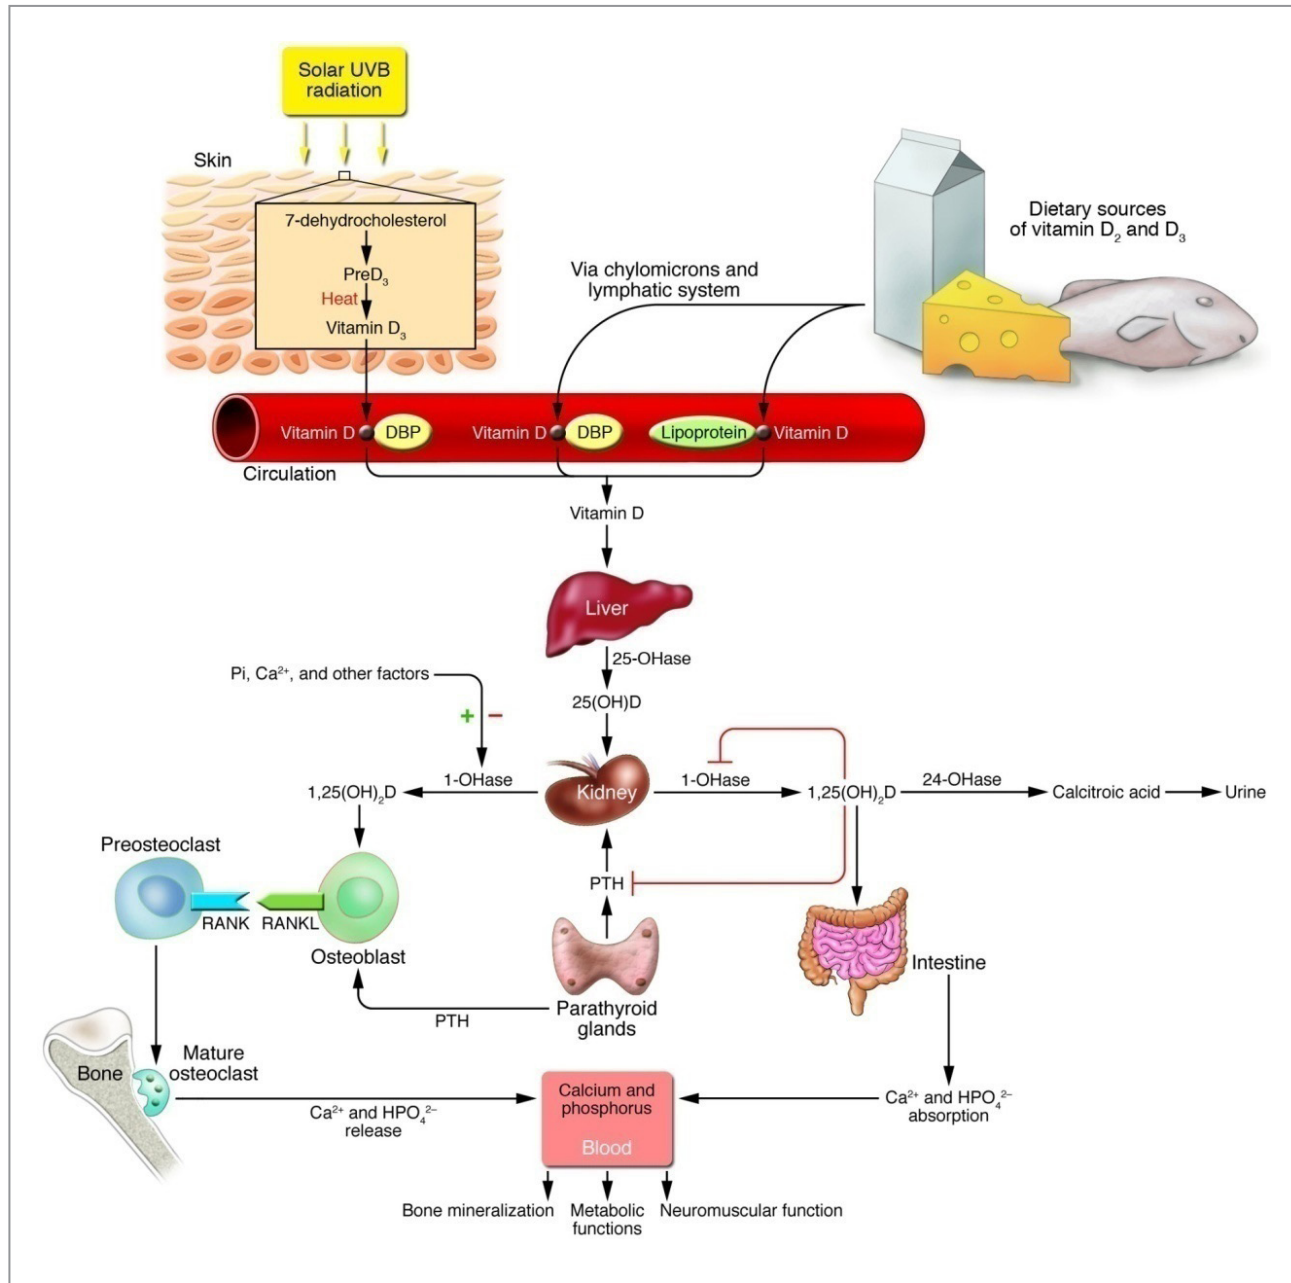 Solar UVB
radiation
Skin
7-dehydrocholesterol
PreD₃
Heat
Vitamin D₃
Via chylomicrons and
lymphatic system
Dietary sources
of vitamin D₂ and D₃
Vitamin D
DBP
Vitamin D
DBP
Lipoprotein
Vitamin D
Circulation
Vitamin D
Liver
25-OHase
Pi, Ca²⁺, and other factors
25(OH)D
+ −
1-OHase
Kidney
1-OHase
24-OHase
1,25(OH)₂D
1,25(OH)₂D
Calcitroic acid
Urine
Preosteoclast
PTH
RANK
RANKL
Osteoblast
Intestine
Parathyroid
glands
PTH
Bone
Mature
osteoclast
Calcium and
phosphorus
Blood
Ca²⁺ and HPO₄²⁻
release
Ca²⁺ and HPO₄²⁻
absorption
Bone mineralization
Metabolic
functions
Neuromuscular function